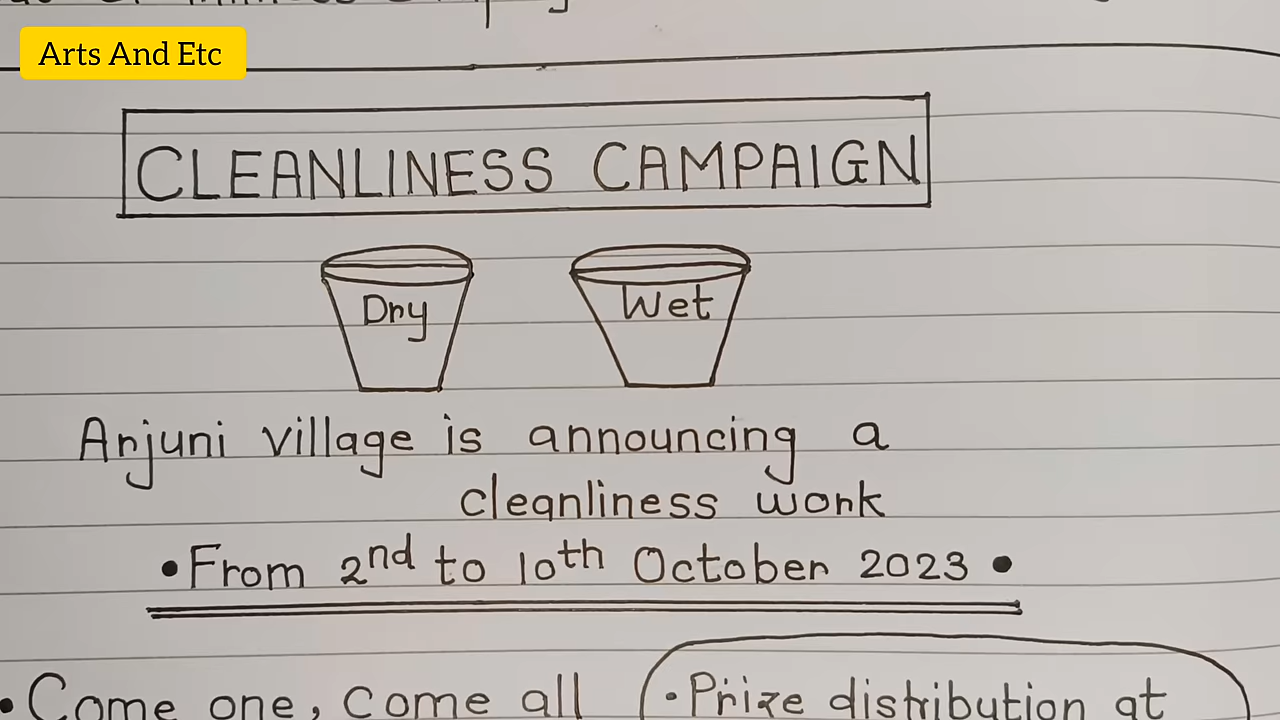 Arts And Etc
CLEANLINESS CAMPAIGN
Dry
Wet
Anjuni village is announcing a
cleanliness work
• From 2nd to 10th October 2023 •
• Come one, come all
• Prize distribution at